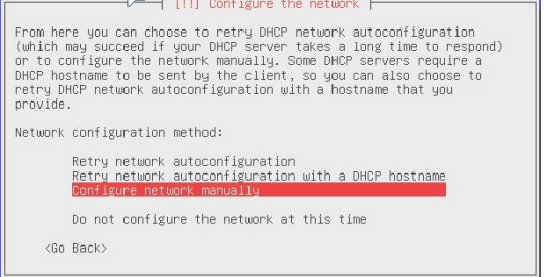 [!!] Configure the network
From here you can choose to retry DHCP network autoconfiguration
(which may succeed if your DHCP server takes a long time to respond)
or to configure the network manually. Some DHCP servers require a
DHCP hostname to be sent by the client, so you can also choose to
retry DHCP network autoconfiguration with a hostname that you
provide.
Network configuration method:
Retry network autoconfiguration
Retry network autoconfiguration with a DHCP hostname
Configure network manually
Do not configure the network at this time
<Go Back>